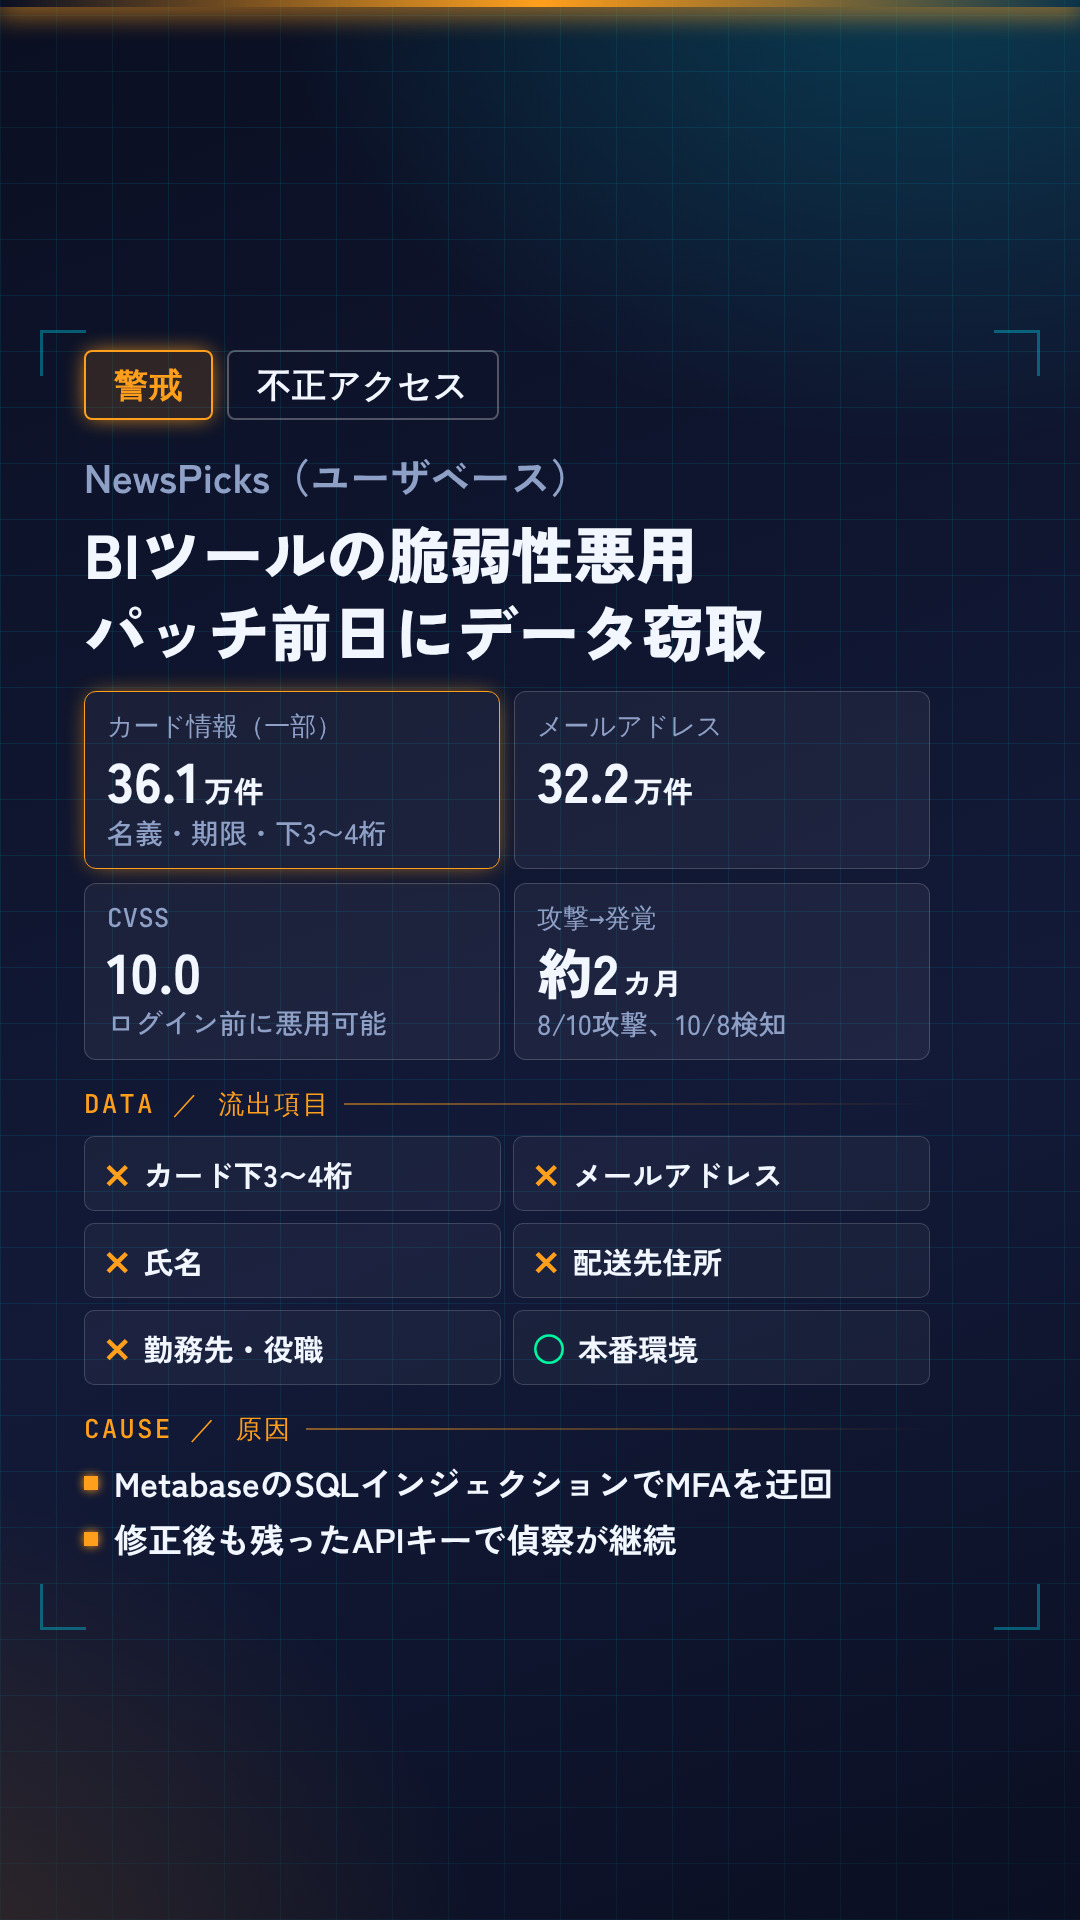 警戒 不正アクセス
NewsPicks（ユーザベース）
BIツールの脆弱性悪用
パッチ前日にデータ窃取
カード情報（一部）
36.1万件
名義・期限・下3〜4桁
メールアドレス
32.2万件
CVSS
10.0
ログイン前に悪用可能
攻撃→発覚
約2カ月
8/10攻撃、10/8検知
DATA ／ 流出項目
✕ カード下3〜4桁
✕ メールアドレス
✕ 氏名
✕ 配送先住所
✕ 勤務先・役職
◯ 本番環境
CAUSE ／ 原因
MetabaseのSQLインジェクションでMFAを迂回
修正後も残ったAPIキーで偵察が継続